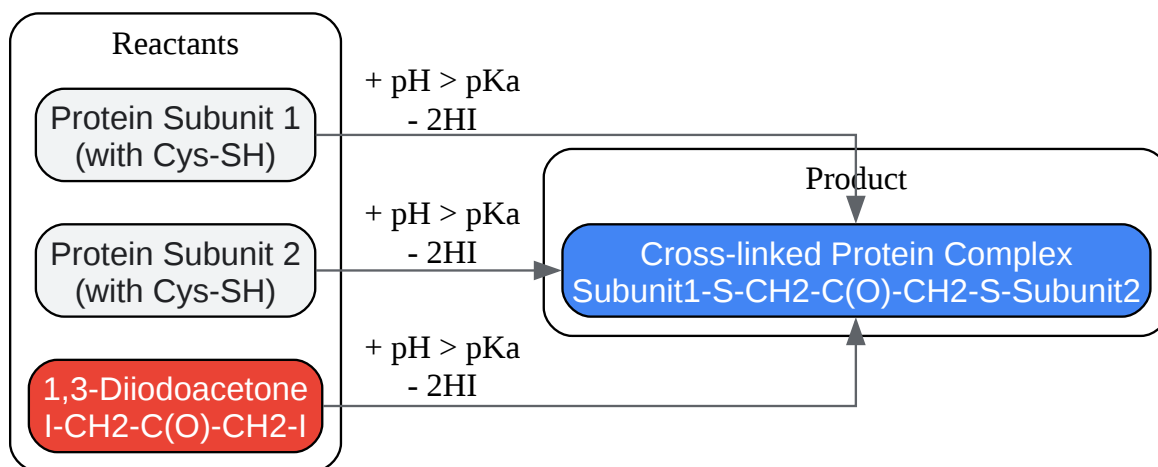 Reactants
Protein Subunit 1
(with Cys-SH)
+ pH > pKa
- 2HI
Protein Subunit 2
(with Cys-SH)
+ pH > pKa
- 2HI
1,3-Diiodoacetone
I-CH2-C(O)-CH2-I
+ pH > pKa
- 2HI
Product
Cross-linked Protein Complex
Subunit1-S-CH2-C(O)-CH2-S-Subunit2